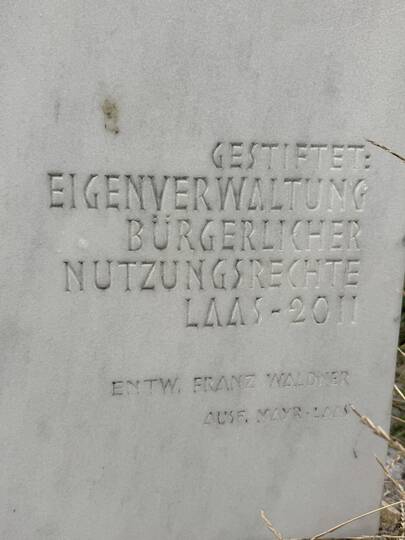 GESTIFTET:
EIGENVERWALTUNG
BÜRGERLICHER
NUTZUNGSRECHTE
LAAS-2011
ENTW. FRANZ WALDNER
AUSF. MAYR-LAAS